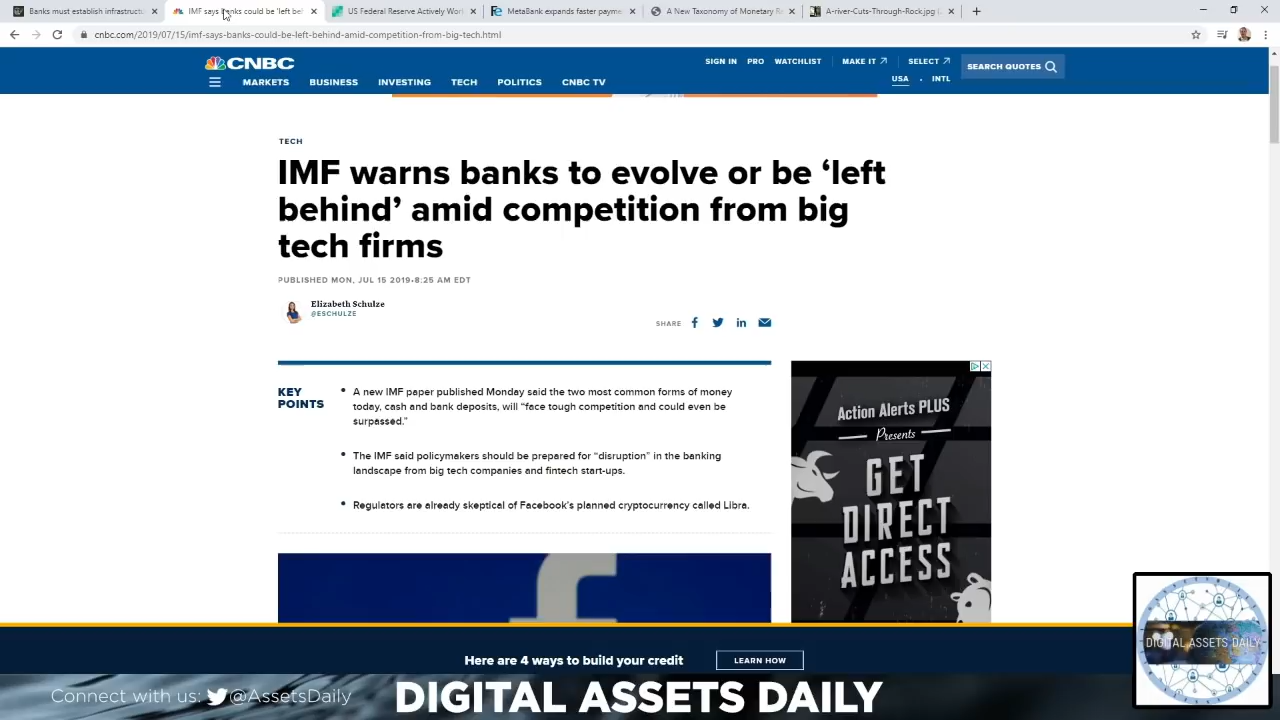 Banks must establish infrastruct
IMF says banks could be 'left be
US Federal Reserve Actively Wor
MetaBank expands faster payme
A New Taxonomy of Monetary R
A-river-Cuts-Through-Rock.jpg (
cnbc.com/2019/07/15/imf-says-banks-could-be-left-behind-amid-competition-from-big-tech.html
CNBC
SIGN IN PRO WATCHLIST MAKE IT SELECT
SEARCH QUOTES
USA • INTL
MARKETS BUSINESS INVESTING TECH POLITICS CNBC TV
TECH
IMF warns banks to evolve or be ‘left
behind’ amid competition from big
tech firms
PUBLISHED MON, JUL 15 2019•8:25 AM EDT
Elizabeth Schulze
@ESCHULZE
SHARE
KEY
POINTS
• A new IMF paper published Monday said the two most common forms of money
today, cash and bank deposits, will “face tough competition and could even be
surpassed.”
• The IMF said policymakers should be prepared for “disruption” in the banking
landscape from big tech companies and fintech start-ups.
• Regulators are already skeptical of Facebook’s planned cryptocurrency called Libra.
Action Alerts PLUS
Presents
GET
DIRECT
ACCESS
Here are 4 ways to build your credit
LEARN HOW
DIGITAL ASSETS DAILY
Connect with us: @AssetsDaily
DIGITAL ASSETS DAILY